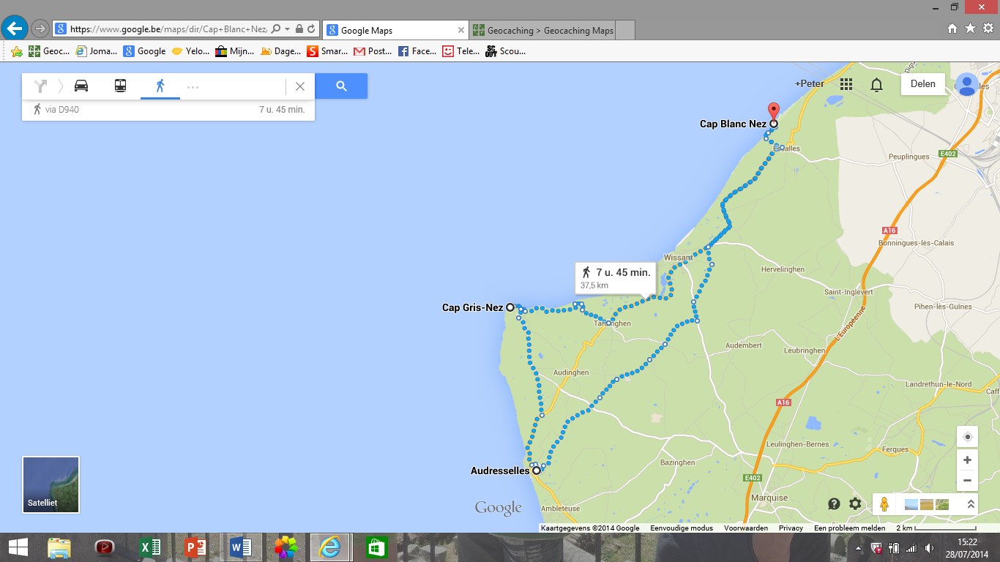 https://www.google.be/maps/dir/Cap+Blanc+Nez,
Google Maps
Geocaching > Geocaching Maps
Geoc...
Joma...
Google
Yelo...
Mijn...
Dage...
Smar...
Post...
Face...
Tele...
Scou...
via D940
7 u. 45 min.
+Peter
Delen
Cap Blanc Nez
Escalles
Peuplingues
E402
A16
Bonningues-lès-Calais
Wissant
Hervelinghen
7 u. 45 min.
37,5 km
Saint-Inglevert
Pihen-lès-Guînes
Cap Gris-Nez
Tardinghen
L'Européenne
Audembert
Leubringhen
Audinghen
Landrethun-le-Nord
Caff
A16
Leulinghen-Bernes
Ferques
Bazinghen
Audresselles
E402
Marquise
Ambleteuse
Satelliet
Google
Kaartgegevens ©2014 Google
Eenvoudige modus
Voorwaarden
Privacy
Een probleem melden
2 km
15:22
28/07/2014